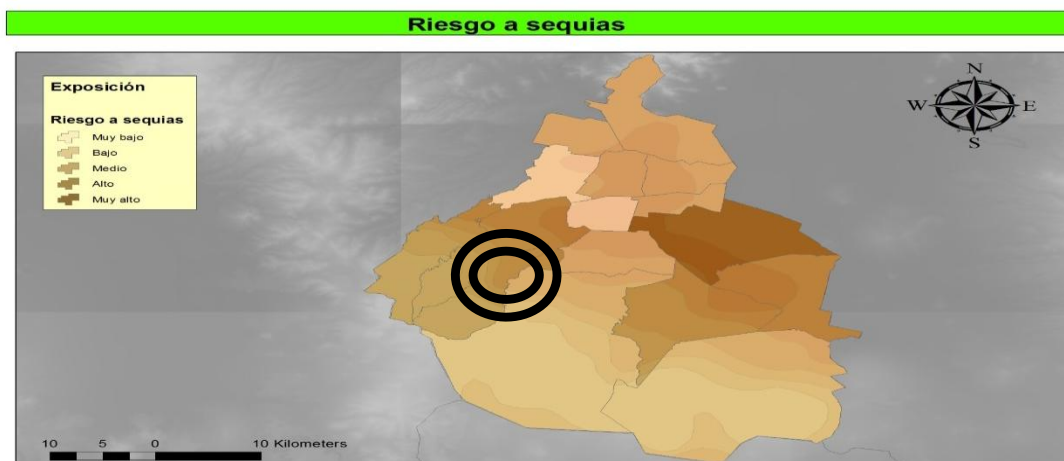 Riesgo a sequias
Exposición
Riesgo a sequias
Muy bajo
Bajo
Medio
Alto
Muy alto
N
W E
S
10 5 0 10 Kilometers